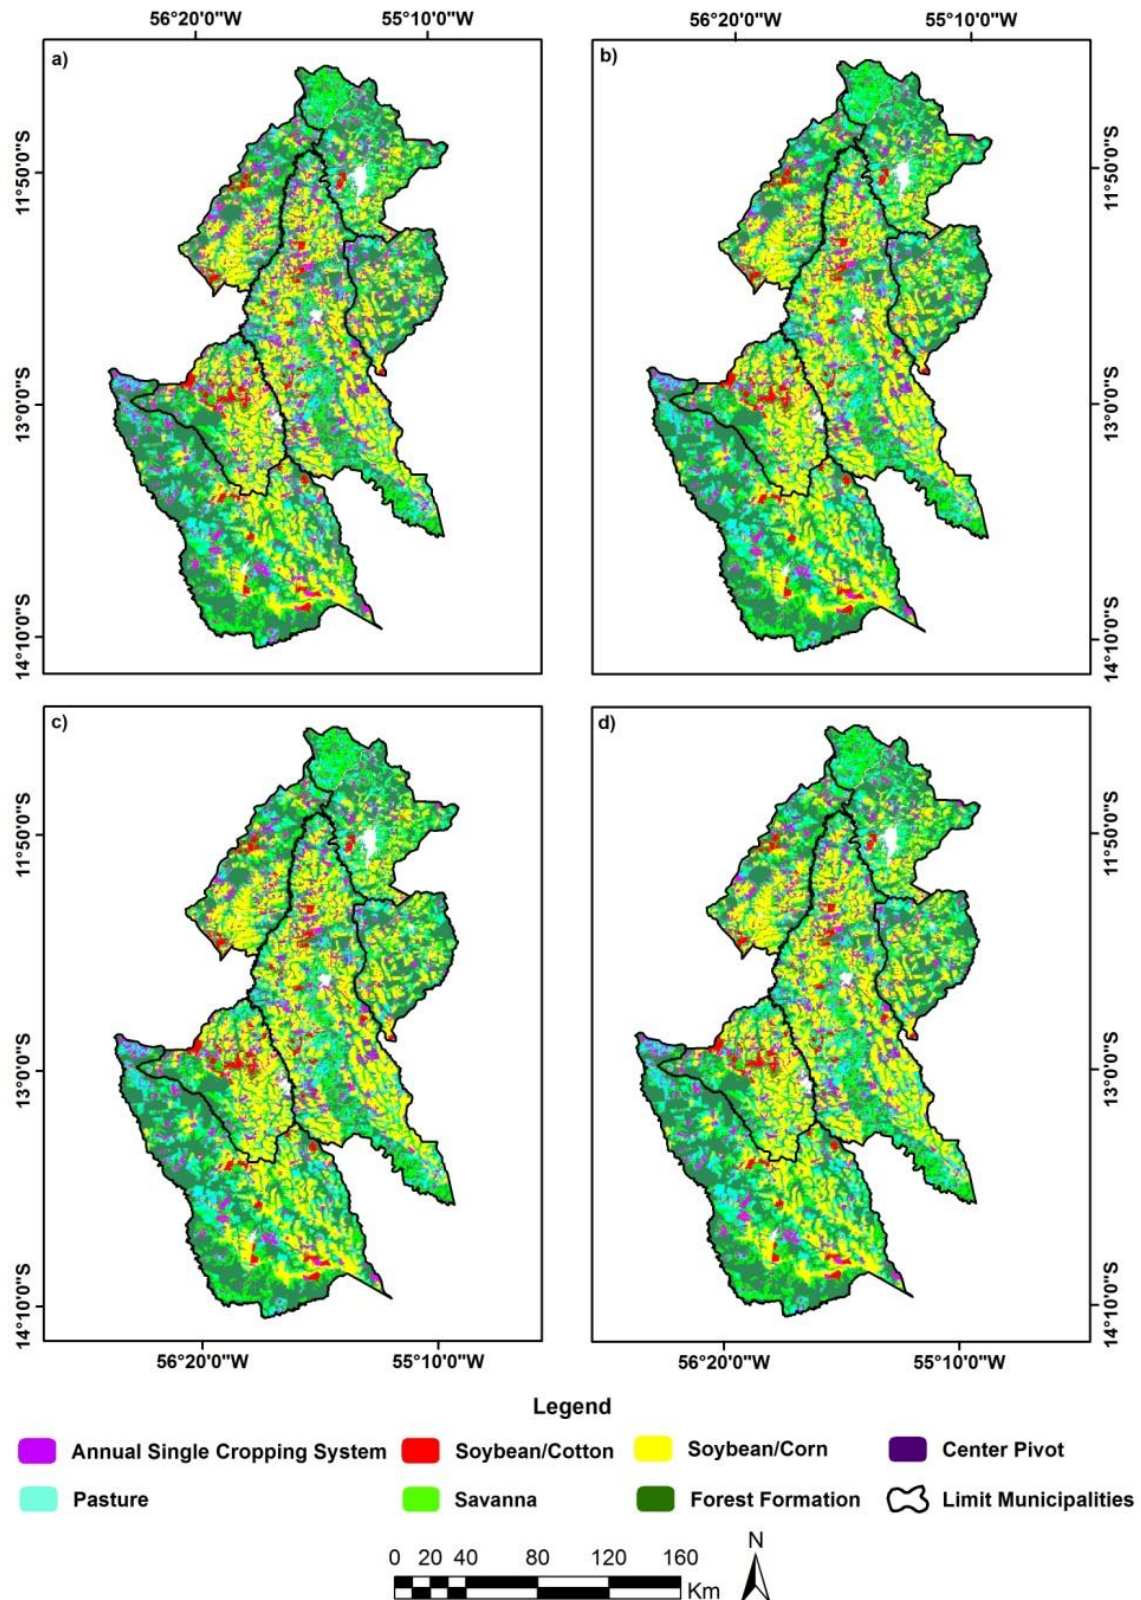 56°20'0"W 55°10'0"W 56°20'0"W 55°10'0"W
a) b)
11°50'0"S 11°50'0"S
13°0'0"S 13°0'0"S
14°10'0"S 14°10'0"S
c) d)
11°50'0"S 11°50'0"S
13°0'0"S 13°0'0"S
14°10'0"S 14°10'0"S
56°20'0"W 55°10'0"W 56°20'0"W 55°10'0"W
Legend
Annual Single Cropping System Soybean/Cotton Soybean/Corn Center Pivot
Pasture Savanna Forest Formation Limit Municipalities
N
0 20 40 80 120 160
Km